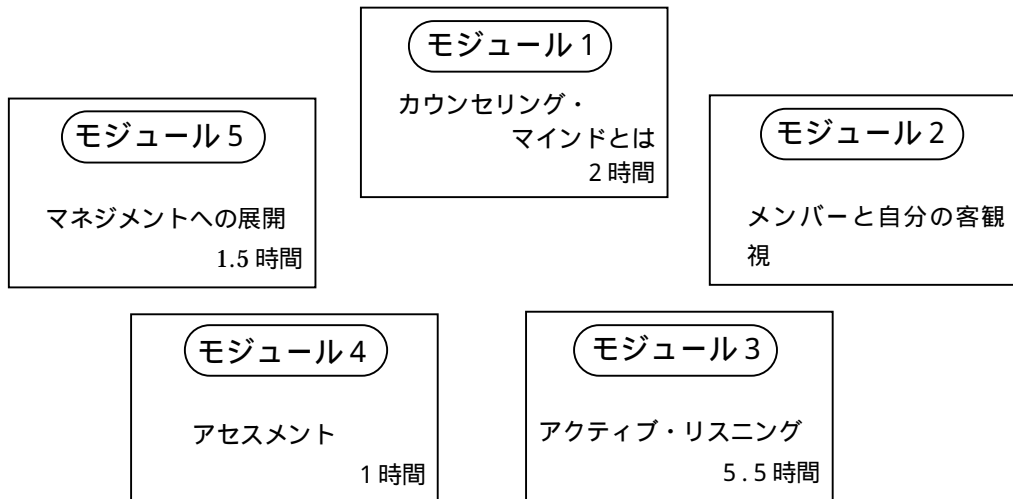 モジュール 1
カウンセリング・
マインドとは
2 時間
モジュール 2
メンバーと自分の客観
視
モジュール 3
アクティブ・リスニング
5.5 時間
モジュール 4
アセスメント
1 時間
モジュール 5
マネジメントへの展開
1.5 時間